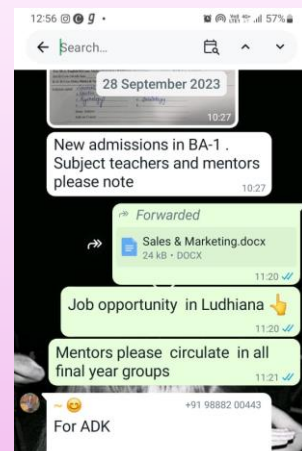 12:56
57%
Search...
28 September 2023
10:27
New admissions in BA-1 .
Subject teachers and mentors
please note
10:27
Forwarded
Sales & Marketing.docx
24 kB • DOCX
11:20
Job opportunity in Ludhiana 👆
11:20
Mentors please circulate in all
final year groups
11:21
~ 😊 +91 98882 00443
For ADK